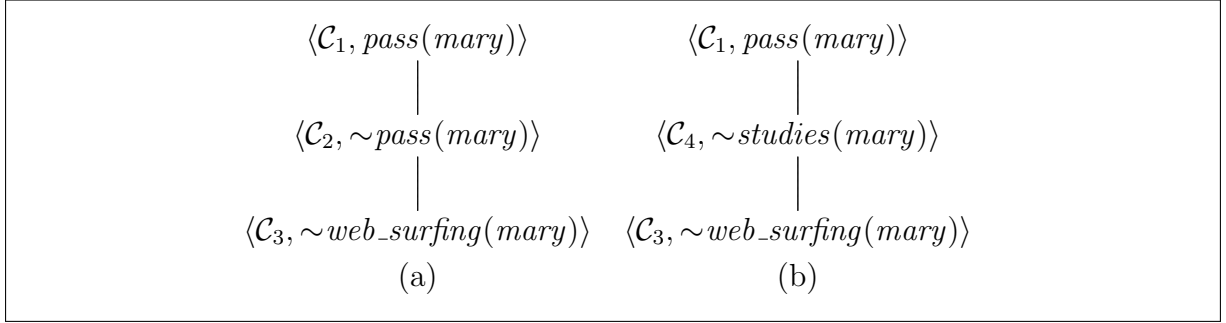 ⟨𝒞₁, pass(mary)⟩ ⟨𝒞₁, pass(mary)⟩
⟨𝒞₂, ∼pass(mary)⟩ ⟨𝒞₄, ∼studies(mary)⟩
⟨𝒞₃, ∼web_surfing(mary)⟩ ⟨𝒞₃, ∼web_surfing(mary)⟩
(a) (b)